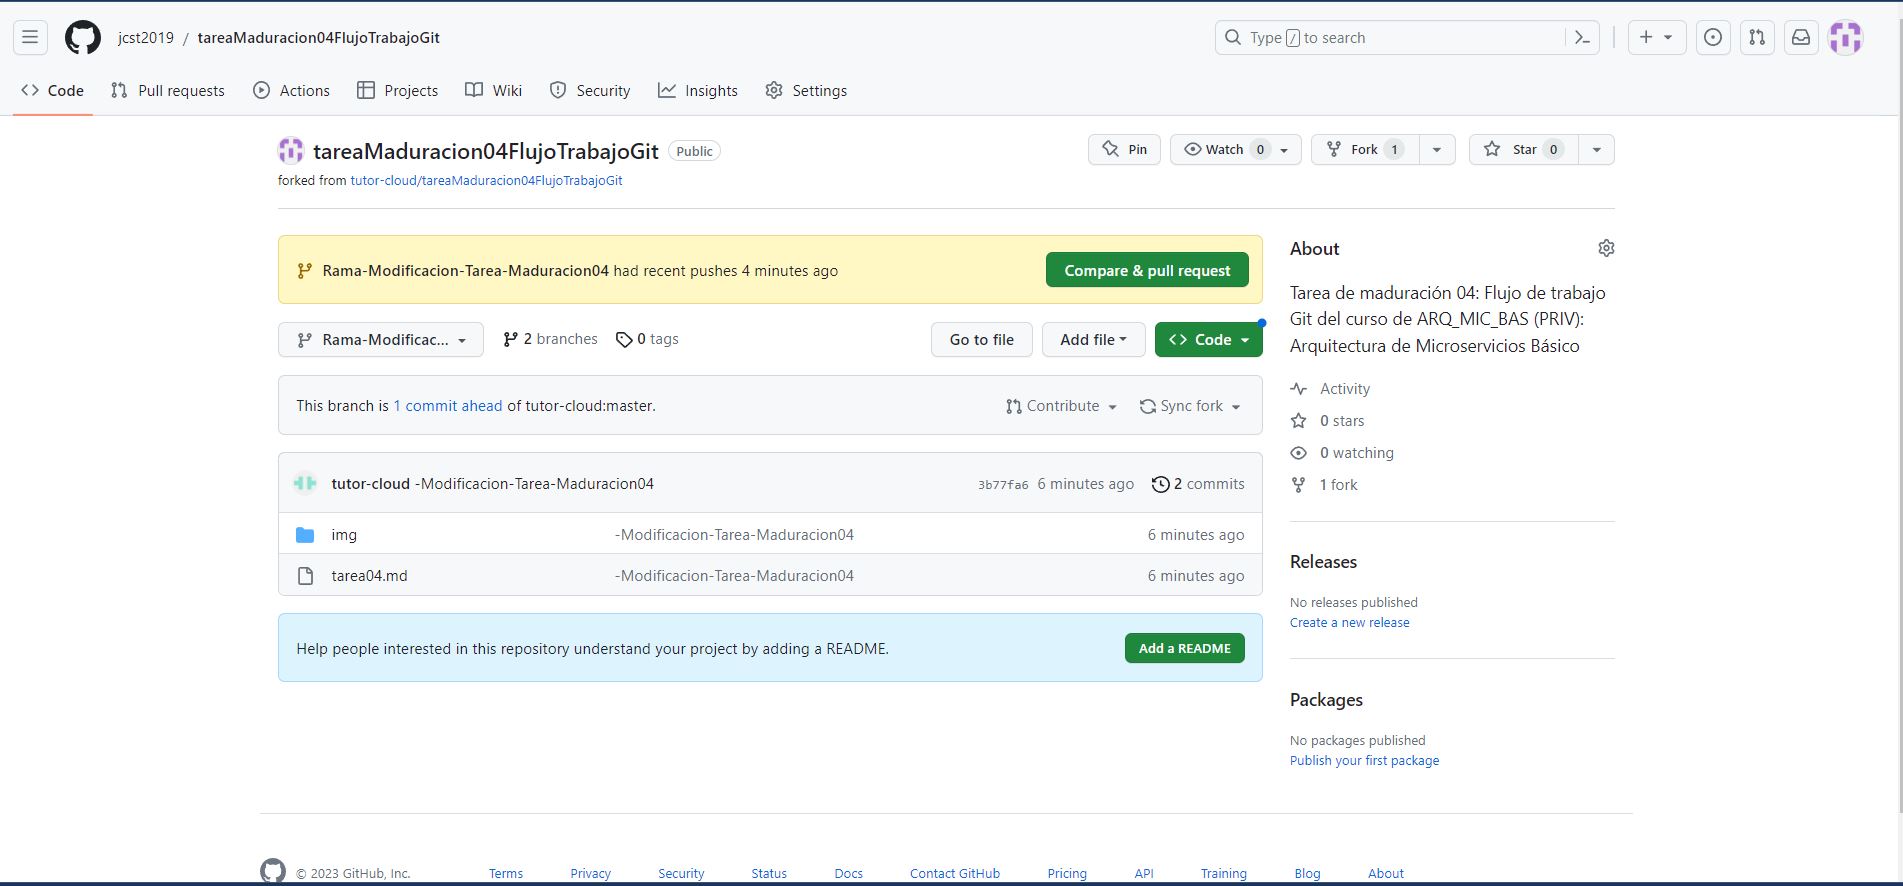 jcst2019 / tareaMaduracion04FlujoTrabajoGit
Type / to search
Code Pull requests Actions Projects Wiki Security Insights Settings
tareaMaduracion04FlujoTrabajoGit Public
Pin Watch 0 Fork 1 Star 0
forked from tutor-cloud/tareaMaduracion04FlujoTrabajoGit
Rama-Modificacion-Tarea-Maduracion04 had recent pushes 4 minutes ago Compare & pull request
Rama-Modificac... 2 branches 0 tags Go to file Add file Code
This branch is 1 commit ahead of tutor-cloud:master. Contribute Sync fork
tutor-cloud -Modificacion-Tarea-Maduracion04 3b77fa6 6 minutes ago 2 commits
img -Modificacion-Tarea-Maduracion04 6 minutes ago
tarea04.md -Modificacion-Tarea-Maduracion04 6 minutes ago
Help people interested in this repository understand your project by adding a README. Add a README
About
Tarea de maduración 04: Flujo de trabajo
Git del curso de ARQ_MIC_BAS (PRIV):
Arquitectura de Microservicios Básico
Activity
0 stars
0 watching
1 fork
Releases
No releases published
Create a new release
Packages
No packages published
Publish your first package
© 2023 GitHub, Inc. Terms Privacy Security Status Docs Contact GitHub Pricing API Training Blog About